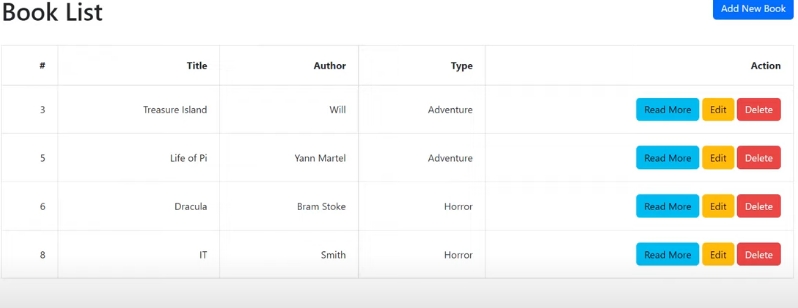 Book List
Add New Book
# Title Author Type Action
3 Treasure Island Will Adventure Read More Edit Delete
5 Life of Pi Yann Martel Adventure Read More Edit Delete
6 Dracula Bram Stoke Horror Read More Edit Delete
8 IT Smith Horror Read More Edit Delete